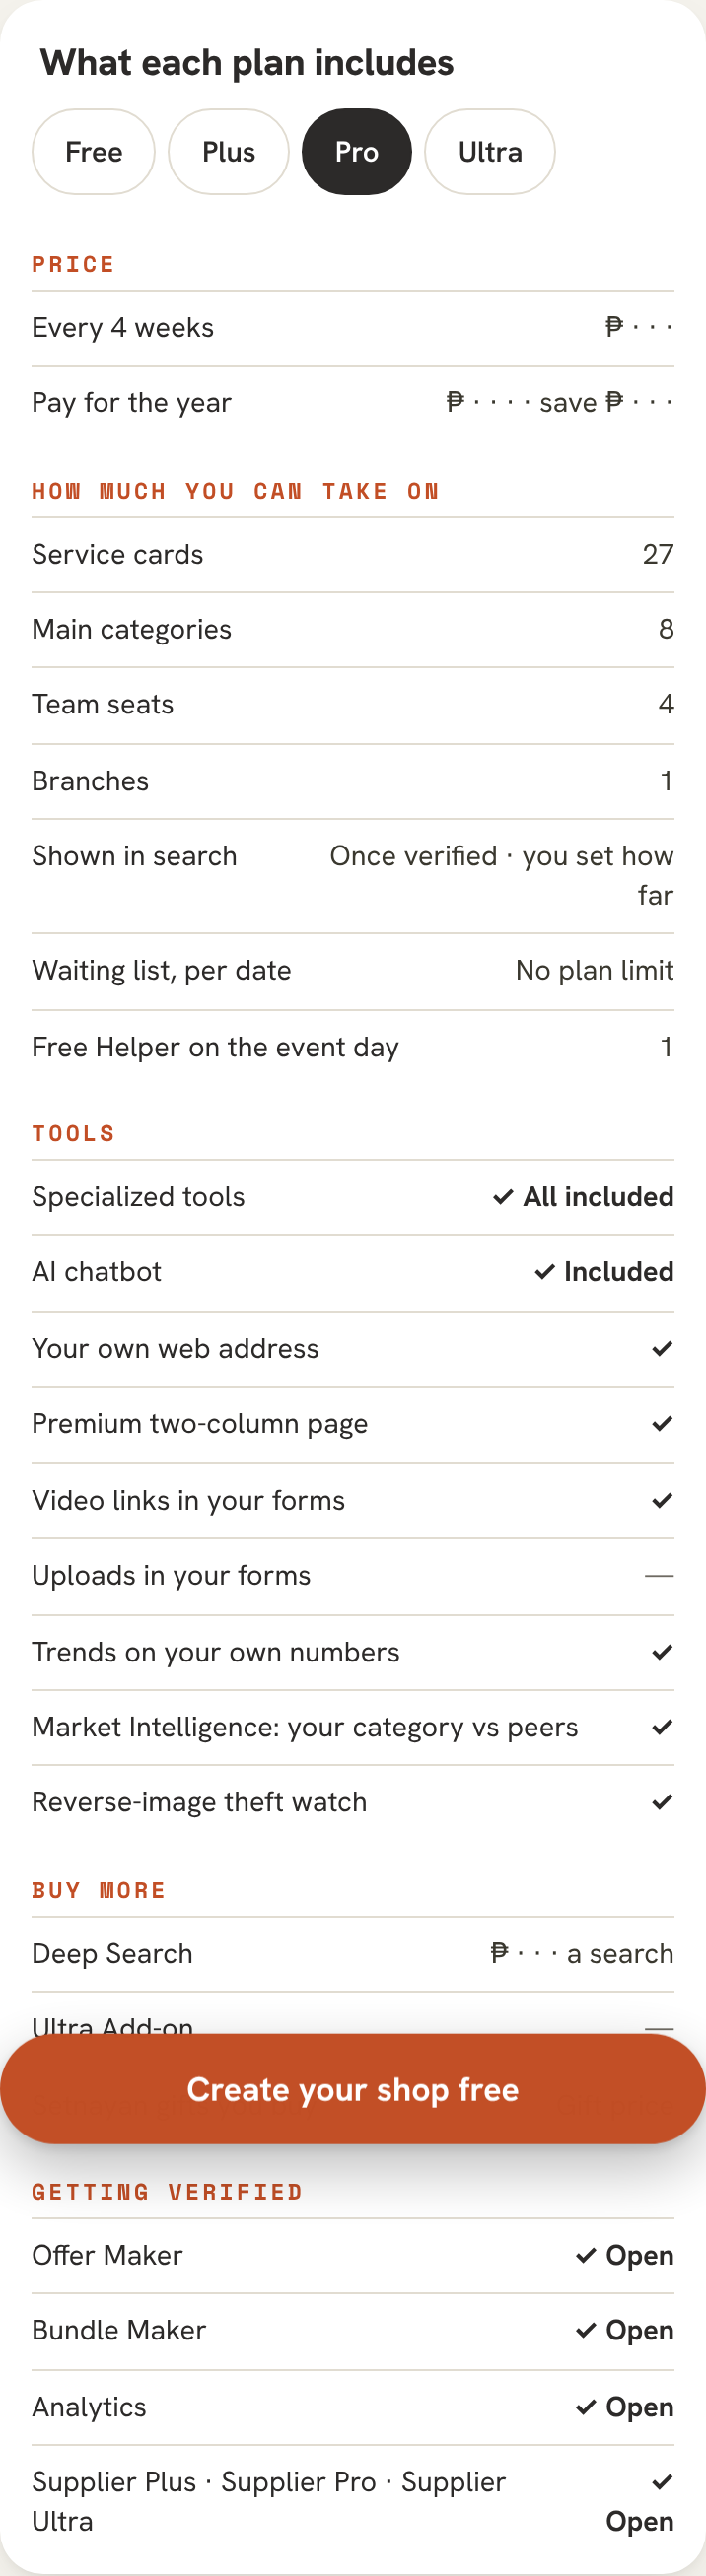 What each plan includes
Free
Plus
Pro
Ultra
PRICE
Every 4 weeks
₱ · · ·
Pay for the year
₱ · · · · save ₱ · · ·
HOW MUCH YOU CAN TAKE ON
Service cards
27
Main categories
8
Team seats
4
Branches
1
Shown in search
Once verified · you set how
far
Waiting list, per date
No plan limit
Free Helper on the event day
1
TOOLS
Specialized tools
✓ All included
AI chatbot
✓ Included
Your own web address
✓
Premium two-column page
✓
Video links in your forms
✓
Uploads in your forms
—
Trends on your own numbers
✓
Market Intelligence: your category vs peers
✓
Reverse-image theft watch
✓
BUY MORE
Deep Search
₱ · · · a search
Ultra Add-on
—
Create your shop free
GETTING VERIFIED
Offer Maker
✓ Open
Bundle Maker
✓ Open
Analytics
✓ Open
Supplier Plus · Supplier Pro · Supplier
Ultra
✓
Open